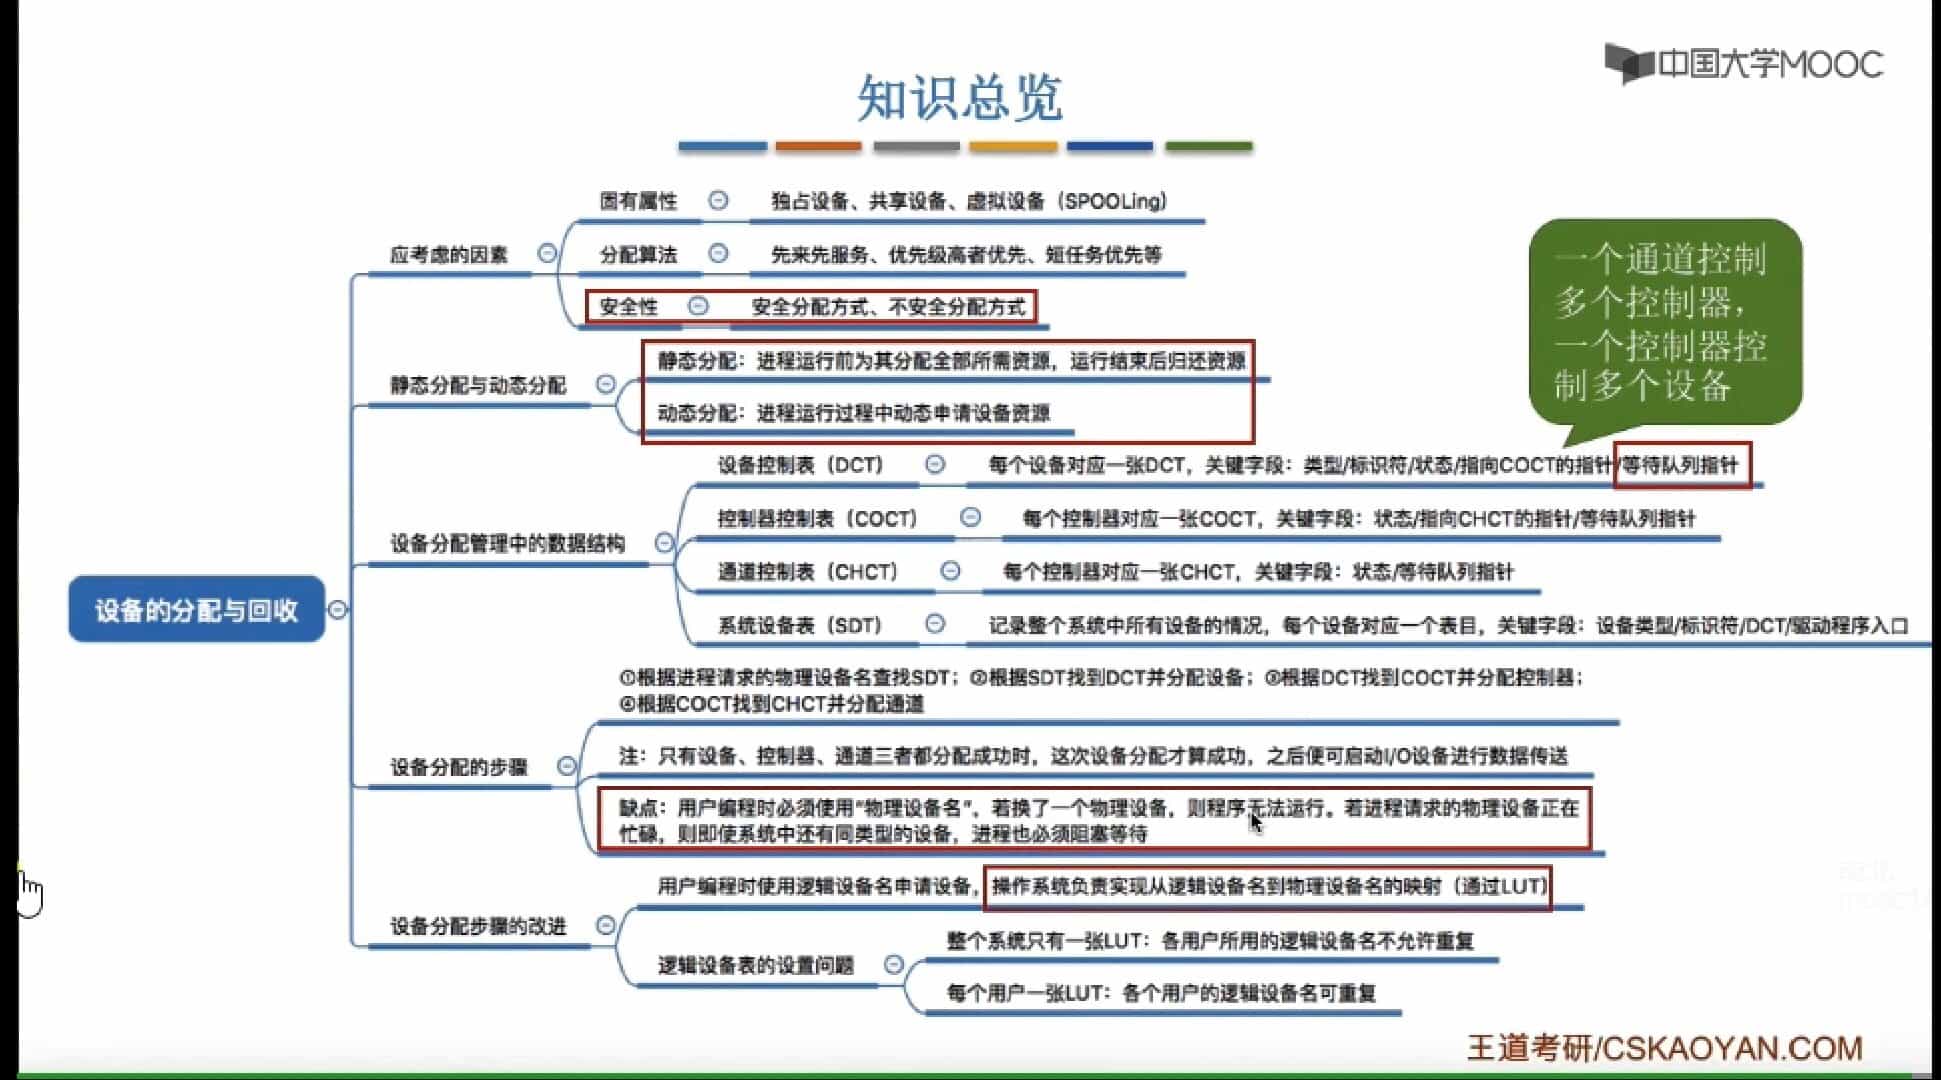 中国大学MOOC
知识总览
固有属性
独占设备、共享设备、虚拟设备（SPOOLing）
应考虑的因素
分配算法
先来先服务、优先级高者优先、短任务优先等
安全性
安全分配方式、不安全分配方式
一个通道控制
多个控制器，
一个控制器控
制多个设备
静态分配与动态分配
静态分配：进程运行前为其分配全部所需资源，运行结束后归还资源
动态分配：进程运行过程中动态申请设备资源
设备控制表（DCT）
每个设备对应一张DCT，关键字段：类型/标识符/状态/指向COCT的指针/等待队列指针
控制器控制表（COCT）
每个控制器对应一张COCT，关键字段：状态/指向CHCT的指针/等待队列指针
设备分配管理中的数据结构
通道控制表（CHCT）
每个控制器对应一张CHCT，关键字段：状态/等待队列指针
系统设备表（SDT）
记录整个系统中所有设备的情况，每个设备对应一个表目，关键字段：设备类型/标识符/DCT/驱动程序入口
设备的分配与回收
①根据进程请求的物理设备名查找SDT；②根据SDT找到DCT并分配设备；③根据DCT找到COCT并分配控制器；
④根据COCT找到CHCT并分配通道
设备分配的步骤
注：只有设备、控制器、通道三者都分配成功时，这次设备分配才算成功，之后便可启动I/O设备进行数据传送
缺点：用户编程时必须使用“物理设备名”，若换了一个物理设备，则程序无法运行。若进程请求的物理设备正在
忙碌，则即使系统中还有同类型的设备，进程也必须阻塞等待
用户编程时使用逻辑设备名申请设备，操作系统负责实现从逻辑设备名到物理设备名的映射（通过LUT）
设备分配步骤的改进
逻辑设备表的设置问题
整个系统只有一张LUT：各用户所用的逻辑设备名不允许重复
每个用户一张LUT：各个用户的逻辑设备名可重复
王道考研/CSKAOYAN.COM